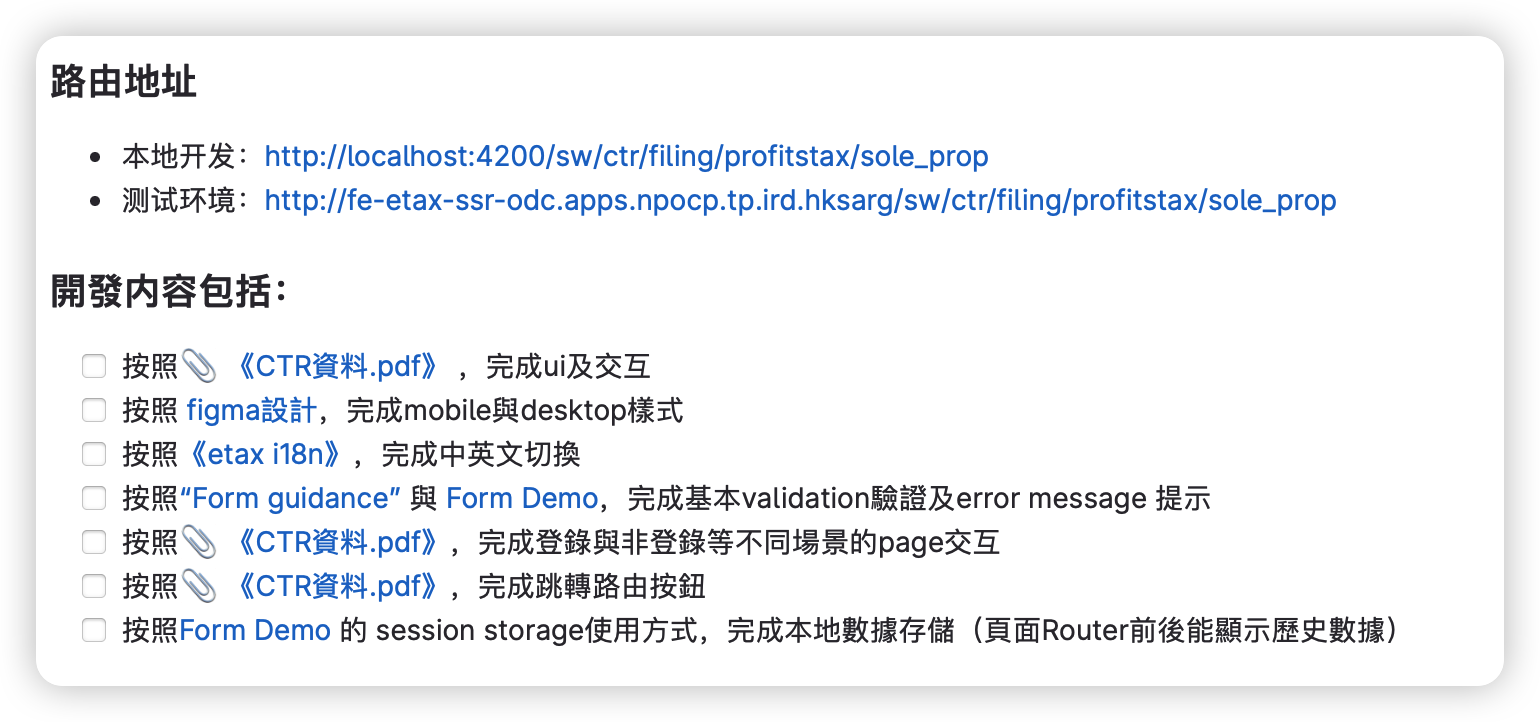 路由地址
本地开发：http://localhost:4200/sw/ctr/filing/profitstax/sole_prop
测试环境：http://fe-etax-ssr-odc.apps.npocp.tp.ird.hksarg/sw/ctr/filing/profitstax/sole_prop
開發内容包括：
按照📎《CTR資料.pdf》，完成ui及交互
按照 figma設計，完成mobile與desktop樣式
按照《etax i18n》，完成中英文切換
按照“Form guidance” 與 Form Demo，完成基本validation驗證及error message 提示
按照📎《CTR資料.pdf》，完成登錄與非登錄等不同場景的page交互
按照📎《CTR資料.pdf》，完成跳轉路由按鈕
按照Form Demo 的 session storage使用方式，完成本地數據存儲（頁面Router前後能顯示歷史數據）